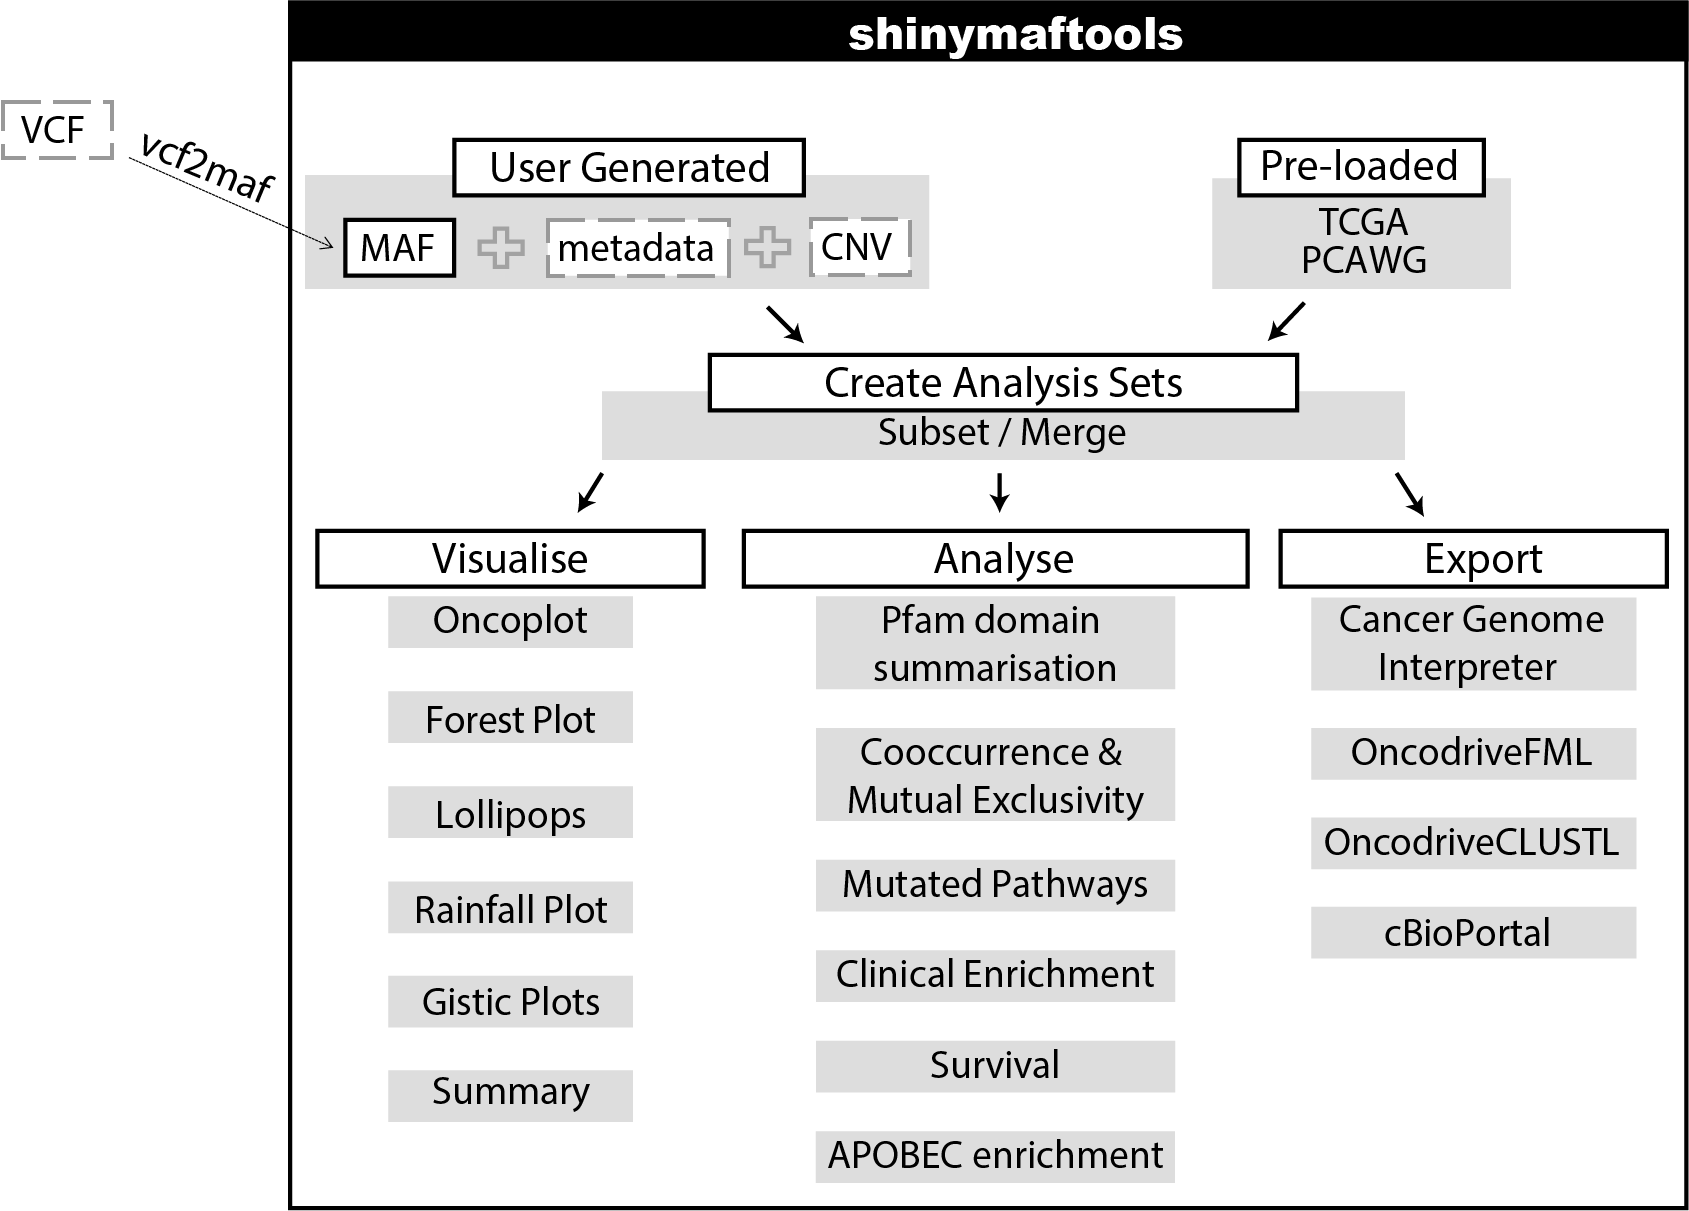 shinymaftools
VCF
vcf2maf
User Generated
MAF
metadata
CNV
Pre-loaded
TCGA
PCAWG
Create Analysis Sets
Subset / Merge
Visualise
Oncoplot
Forest Plot
Lollipops
Rainfall Plot
Gistic Plots
Summary
Analyse
Pfam domain
summarisation
Cooccurrence &
Mutual Exclusivity
Mutated Pathways
Clinical Enrichment
Survival
APOBEC enrichment
Export
Cancer Genome
Interpreter
OncodriveFML
OncodriveCLUSTL
cBioPortal